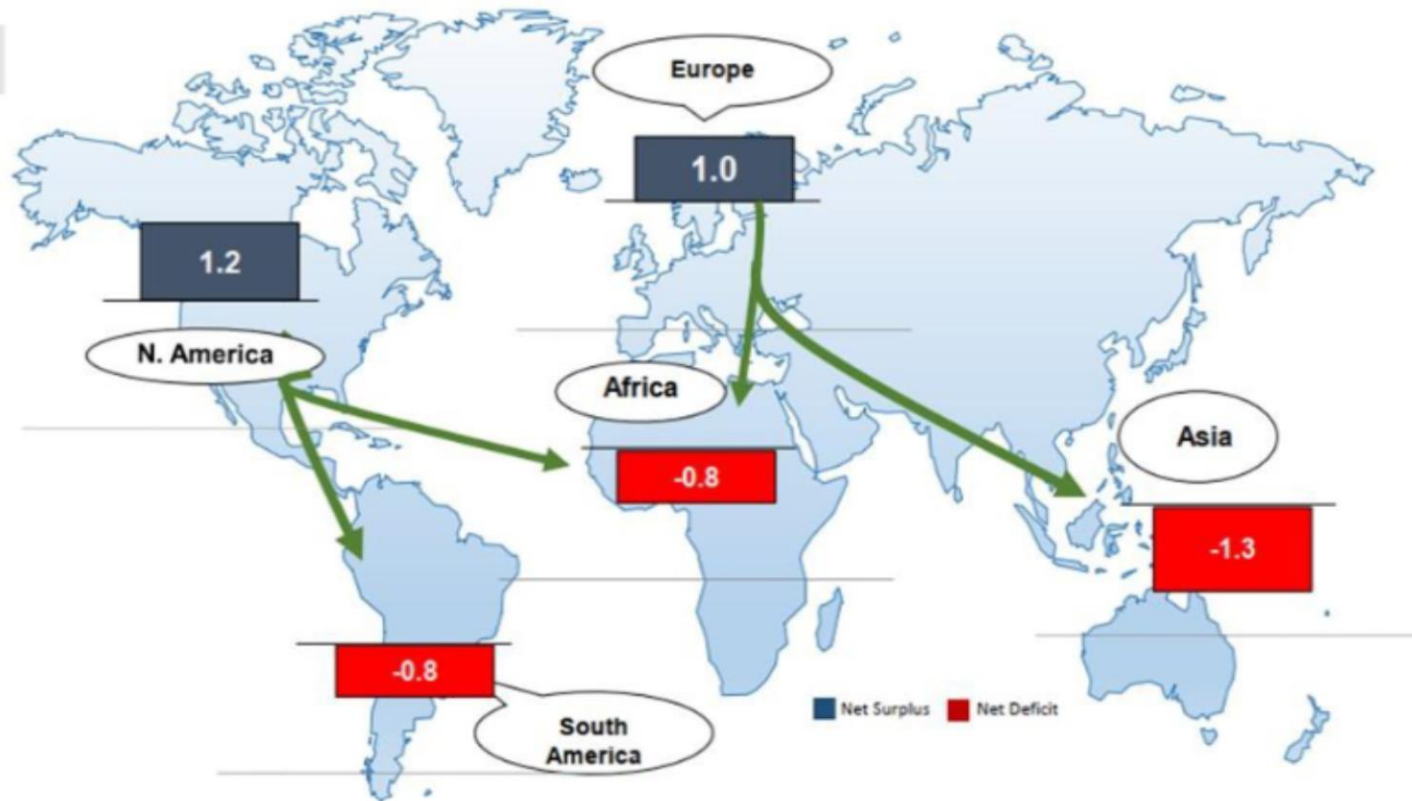 Europe
1.0
1.2
N. America
Africa
-0.8
Asia
-1.3
-0.8
South
America
Net Surplus
Net Deficit